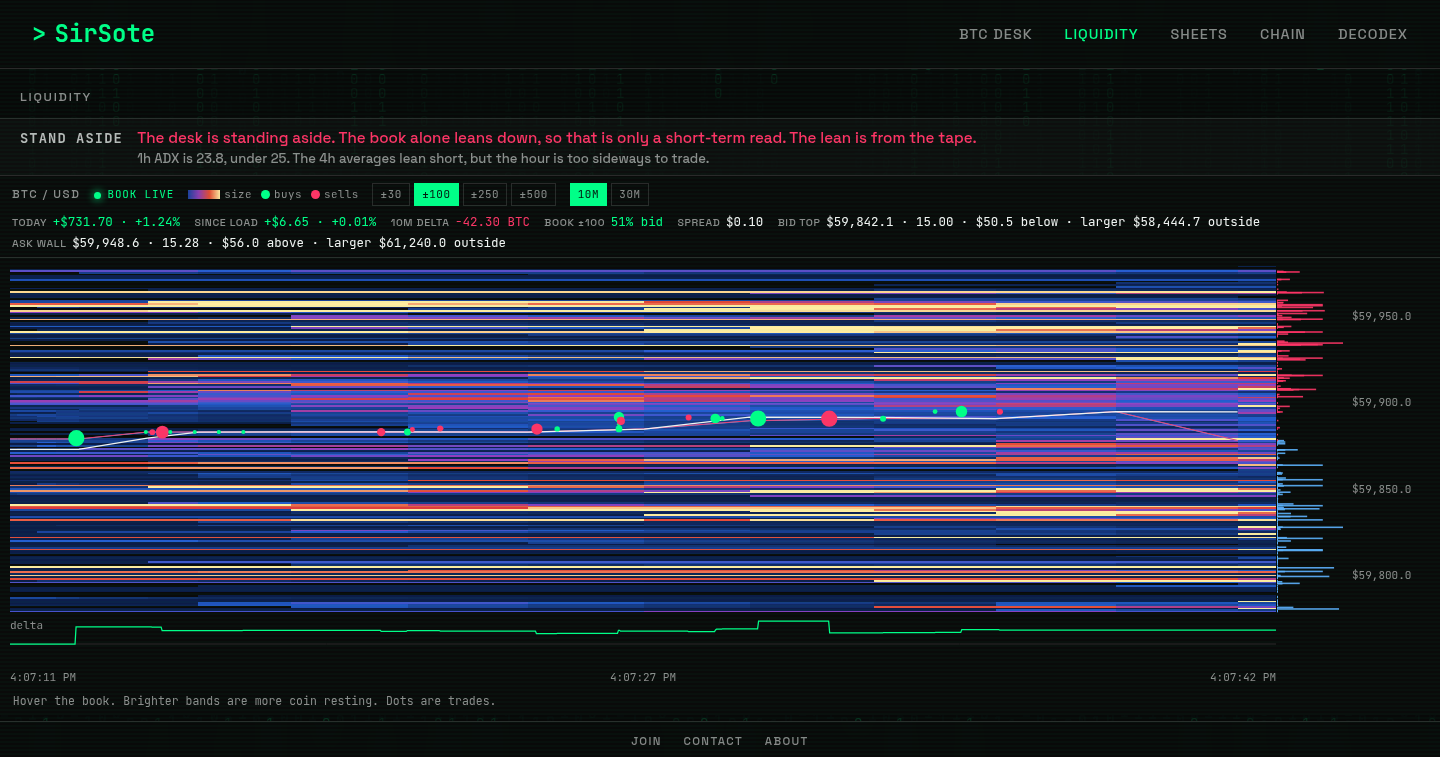 > SirSote
BTC DESK LIQUIDITY SHEETS CHAIN DECODEX
LIQUIDITY
STAND ASIDE The desk is standing aside. The book alone leans down, so that is only a short-term read. The lean is from the tape.
1h ADX is 23.8, under 25. The 4h averages lean short, but the hour is too sideways to trade.
BTC / USD BOOK LIVE size buys sells ±30 ±100 ±250 ±500 10M 30M
TODAY +$731.70 · +1.24% SINCE LOAD +$6.65 · +0.01% 10M DELTA -42.30 BTC BOOK ±100 51% bid SPREAD $0.10 BID TOP $59,842.1 · 15.00 · $50.5 below · larger $58,444.7 outside
ASK WALL $59,948.6 · 15.28 · $56.0 above · larger $61,240.0 outside
$59,950.0
$59,900.0
$59,850.0
$59,800.0
delta
4:07:11 PM 4:07:27 PM 4:07:42 PM
Hover the book. Brighter bands are more coin resting. Dots are trades.
JOIN CONTACT ABOUT